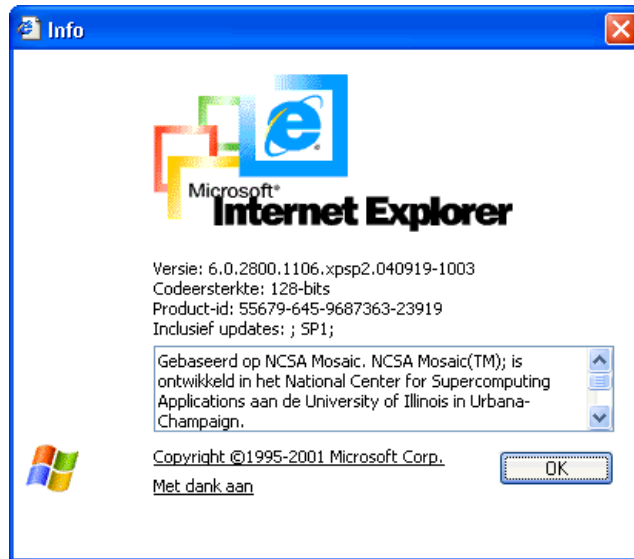 Info
Microsoft®
Internet Explorer
Versie: 6.0.2800.1106.xpsp2.040919-1003
Codeersterkte: 128-bits
Product-id: 55679-645-9687363-23919
Inclusief updates: ; SP1;
Gebaseerd op NCSA Mosaic. NCSA Mosaic(TM); is
ontwikkeld in het National Center for Supercomputing
Applications aan de University of Illinois in Urbana-
Champaign.
Copyright ©1995-2001 Microsoft Corp.
OK
Met dank aan